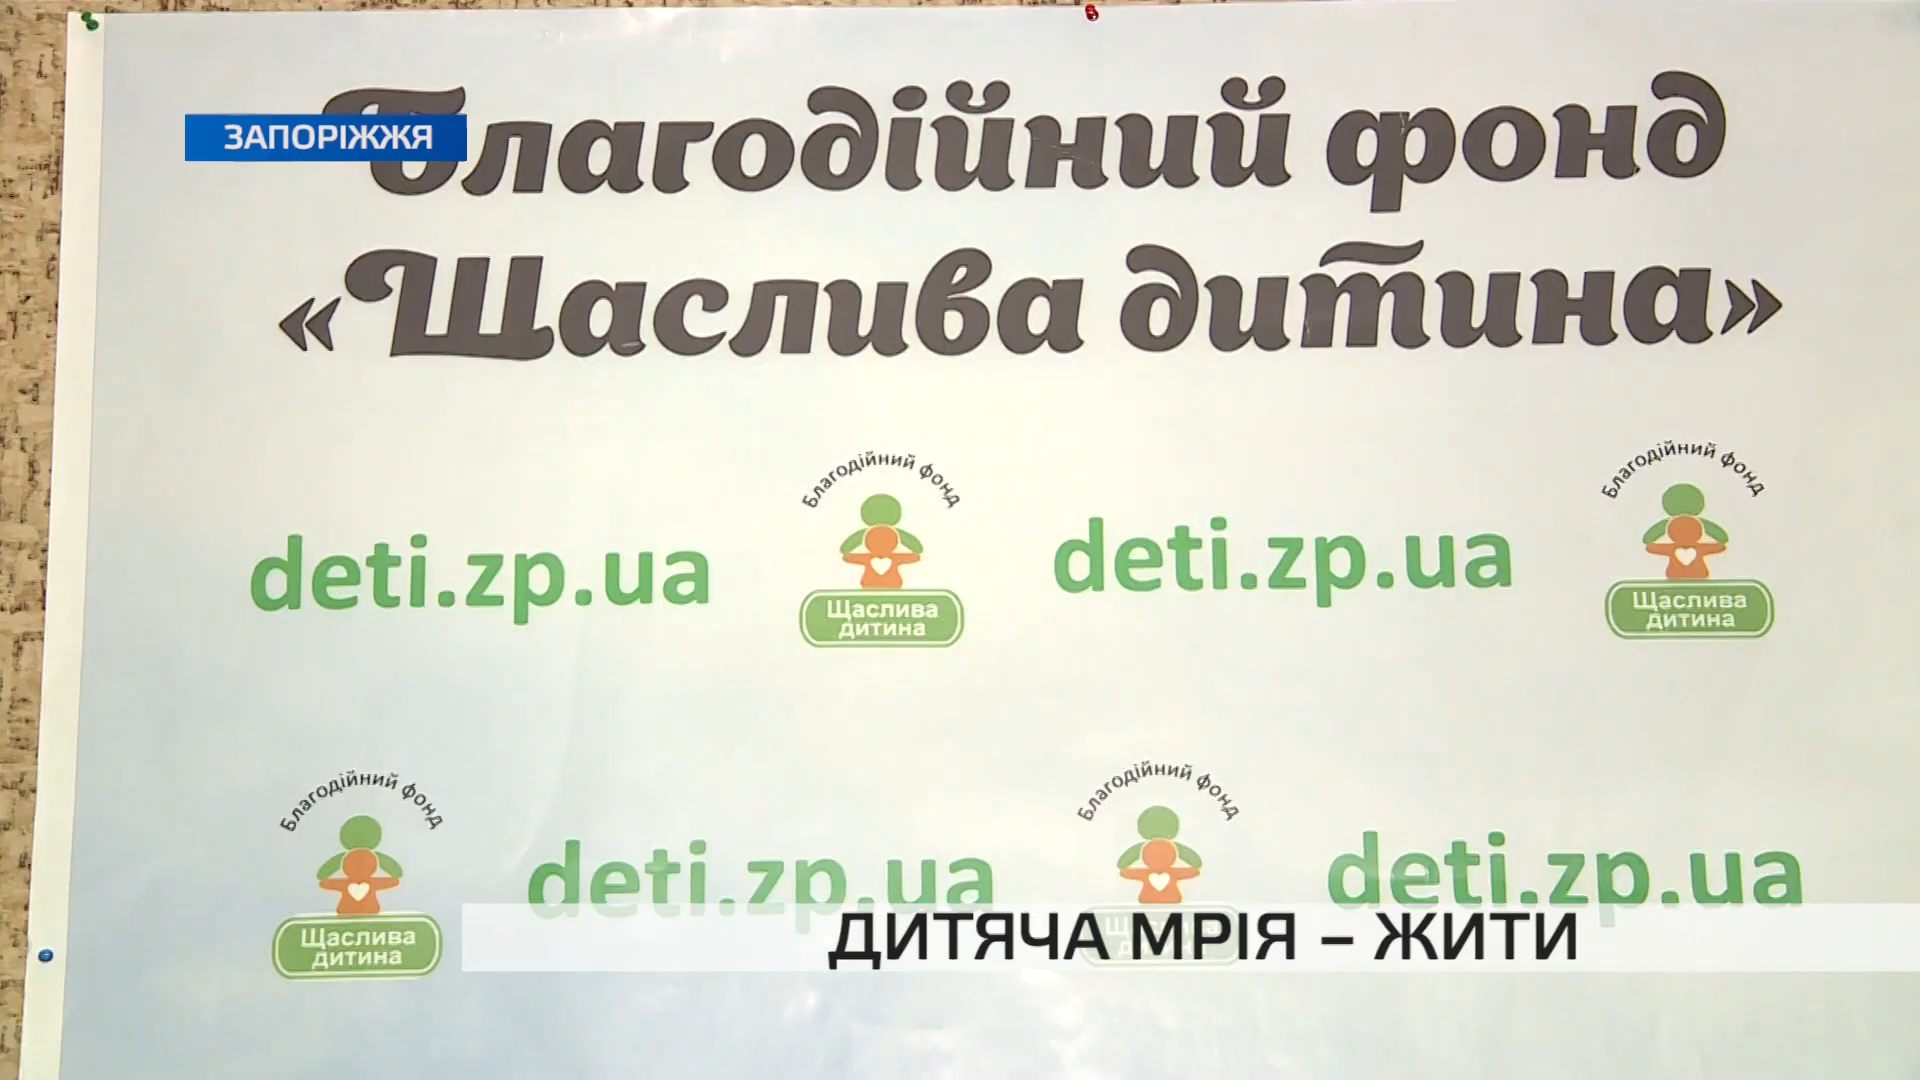 ЗАПОРІЖЖЯ
Благодійний фонд
«Щаслива дитина»
Благодійний фонд
Щаслива
дитина
Благодійний фонд
Щаслива
дитина
deti.zp.ua
deti.zp.ua
Благодійний фонд
Щаслива
дитина
Благодійний фонд
deti.zp.ua
deti.zp.ua
ДИТЯЧА МРІЯ – ЖИТИ